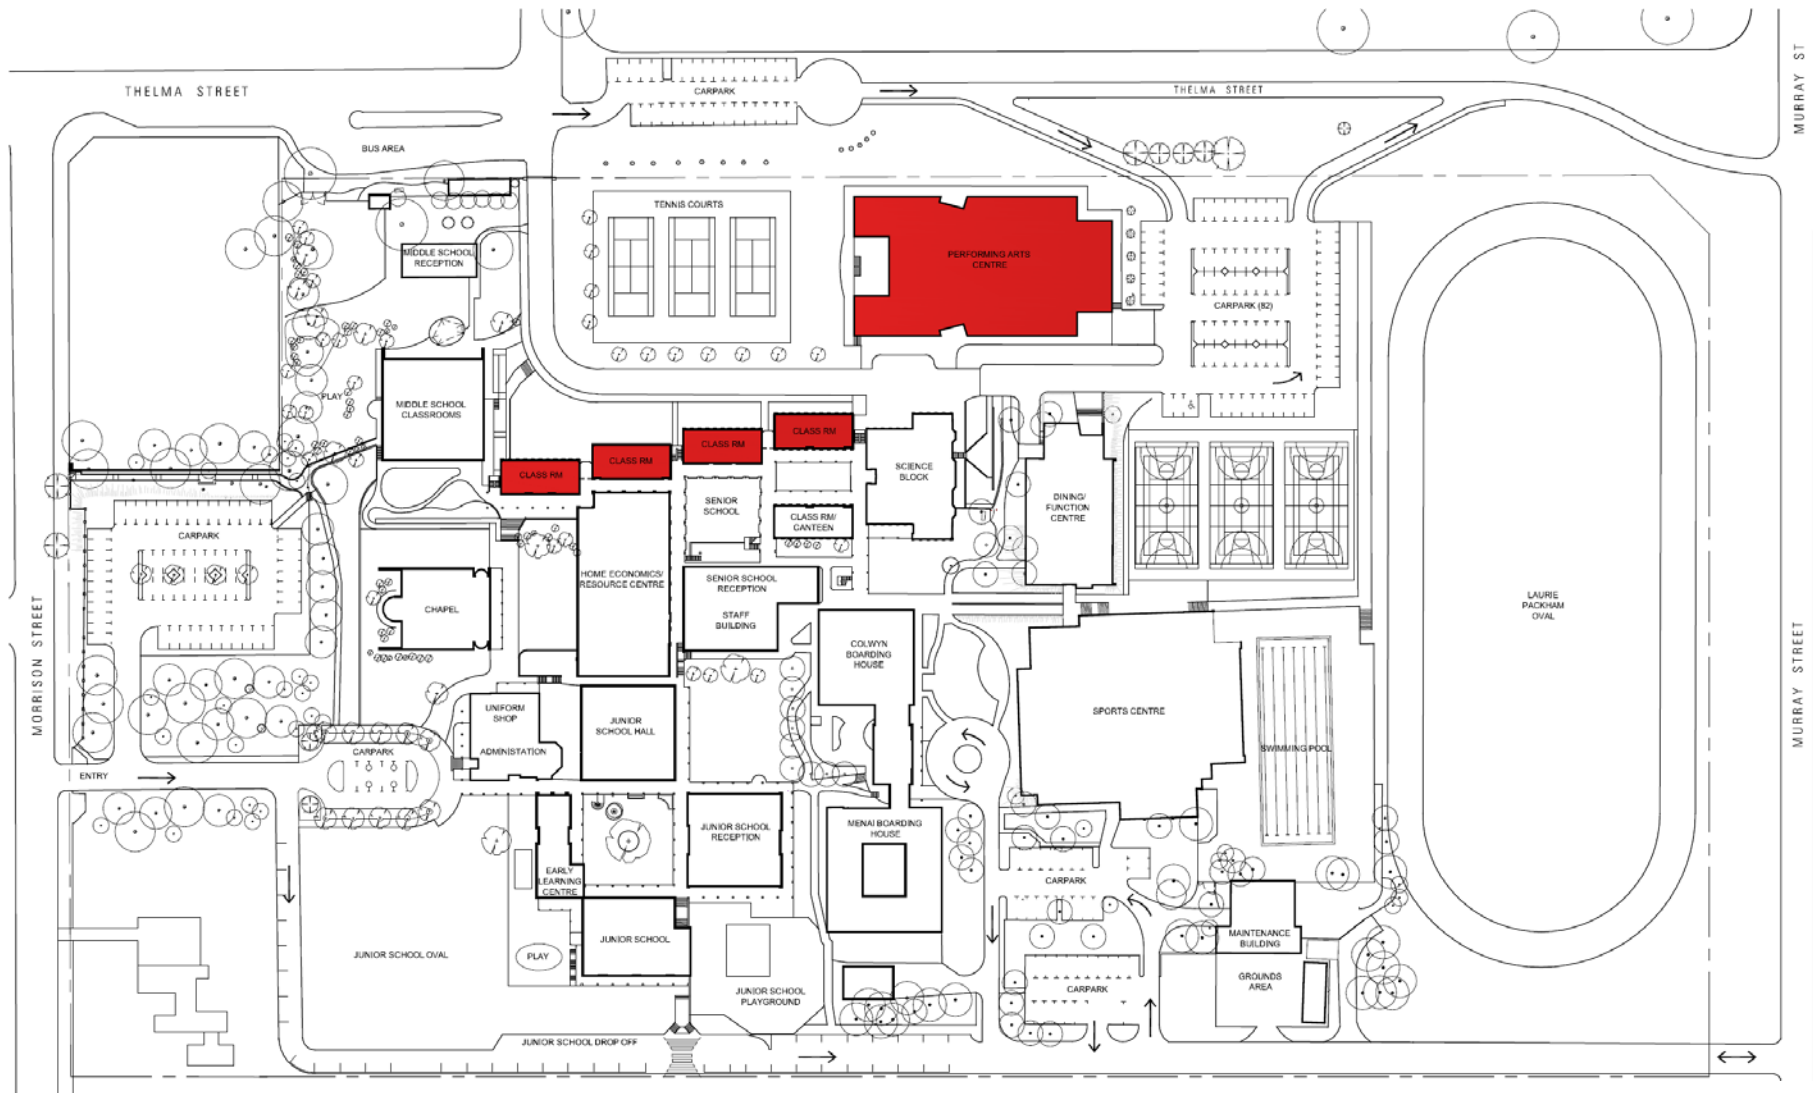 THELMA STREET
CARPARK
THELMA STREET
MURRAY ST
BUS AREA
TENNIS COURTS
MIDDLE SCHOOL
RECEPTION
PERFORMING ARTS
CENTRE
CARPARK (82)
PLAY
MIDDLE SCHOOL
CLASSROOMS
CLASS RM
CLASS RM
CLASS RM
CLASS RM
SCIENCE
BLOCK
SENIOR
SCHOOL
CLASS RM/
CANTEEN
DINING/
FUNCTION
CENTRE
CARPARK
HOME ECONOMICS/
RESOURCE CENTRE
SENIOR SCHOOL
RECEPTION
STAFF
BUILDING
CHAPEL
LAURIE
PACKHAM
OVAL
MORRISON STREET
COLWYN
BOARDING
HOUSE
MURRAY STREET
UNIFORM
SHOP
ADMINISTATION
JUNIOR
SCHOOL HALL
SPORTS CENTRE
SWIMMING POOL
CARPARK
ENTRY
JUNIOR SCHOOL
RECEPTION
MENAI BOARDING
HOUSE
EARLY
LEARNING
CENTRE
CARPARK
JUNIOR SCHOOL
MAINTENANCE
BUILDING
JUNIOR SCHOOL OVAL
PLAY
GROUNDS
AREA
JUNIOR SCHOOL
PLAYGROUND
CARPARK
JUNIOR SCHOOL DROP OFF